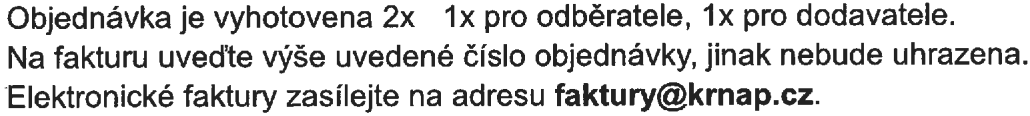 Objednávka je vyhotovena 2x 1x pro odběratele, 1x pro dodavatele.
Na fakturu uveďte výše uvedené číslo objednávky, jinak nebude uhrazena.
Elektronické faktury zasílejte na adresu faktury@krnap.cz.